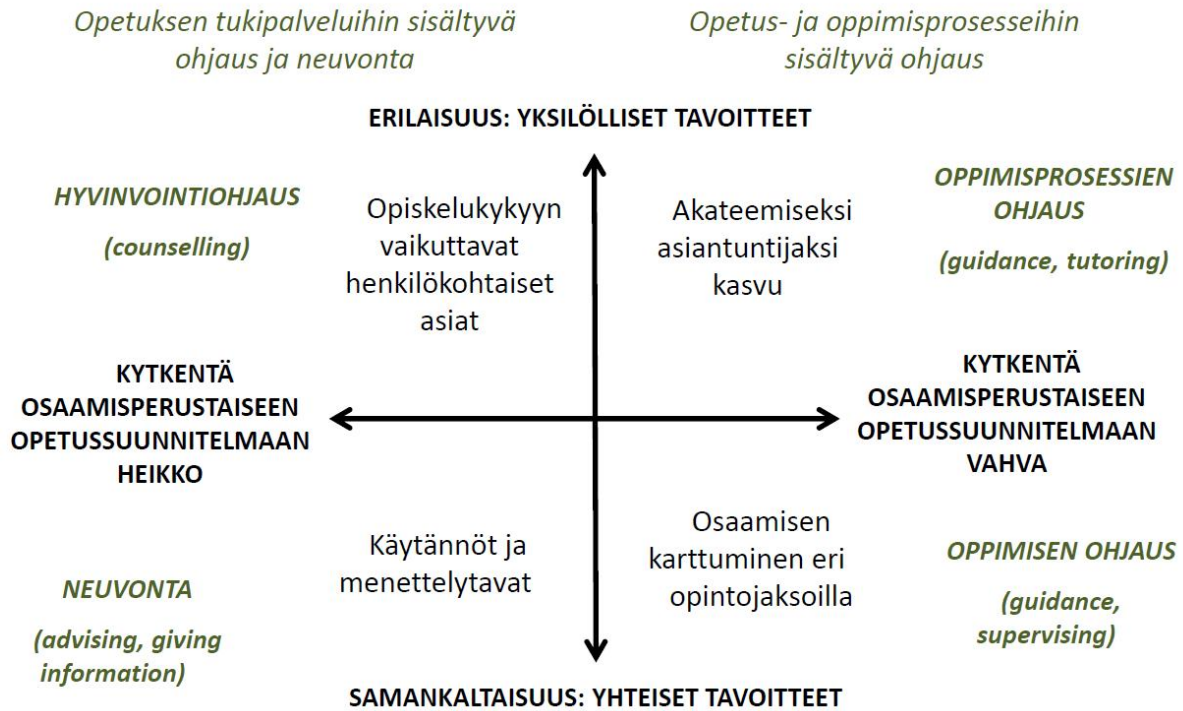 Opetuksen tukipalveluihin sisältyvä
ohjaus ja neuvonta
Opetus- ja oppimisprosesseihin
sisältyvä ohjaus
ERILAISUUS: YKSILÖLLISET TAVOITTEET
HYVINVOINTIOHJAUS
(counselling)
Opiskelukykyyn
vaikuttavat
henkilökohtaiset
asiat
Akateemiseksi
asiantuntijaksi
kasvu
OPPIMISPROSESSIEN
OHJAUS
(guidance, tutoring)
KYTKENTÄ
OSAAMISPERUSTAISEEN
OPETUSSUUNNITELMAAN
HEIKKO
KYTKENTÄ
OSAAMISPERUSTAISEEN
OPETUSSUUNNITELMAAN
VAHVA
NEUVONTA
(advising, giving
information)
Käytännöt ja
menettelytavat
Osaamisen
karttuminen eri
opintojaksoilla
OPPIMISEN OHJAUS
(guidance,
supervising)
SAMANKALTAISUUS: YHTEISET TAVOITTEET